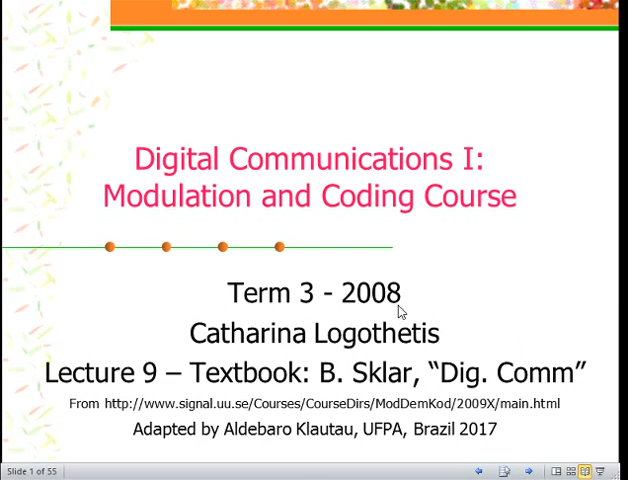 Digital Communications I:
Modulation and Coding Course
Term 3 - 2008
Catharina Logothetis
Lecture 9 – Textbook: B. Sklar, “Dig. Comm”
From http://www.signal.uu.se/Courses/CourseDirs/ModDemKod/2009X/main.html
Adapted by Aldebaro Klautau, UFPA, Brazil 2017
Slide 1 of 55